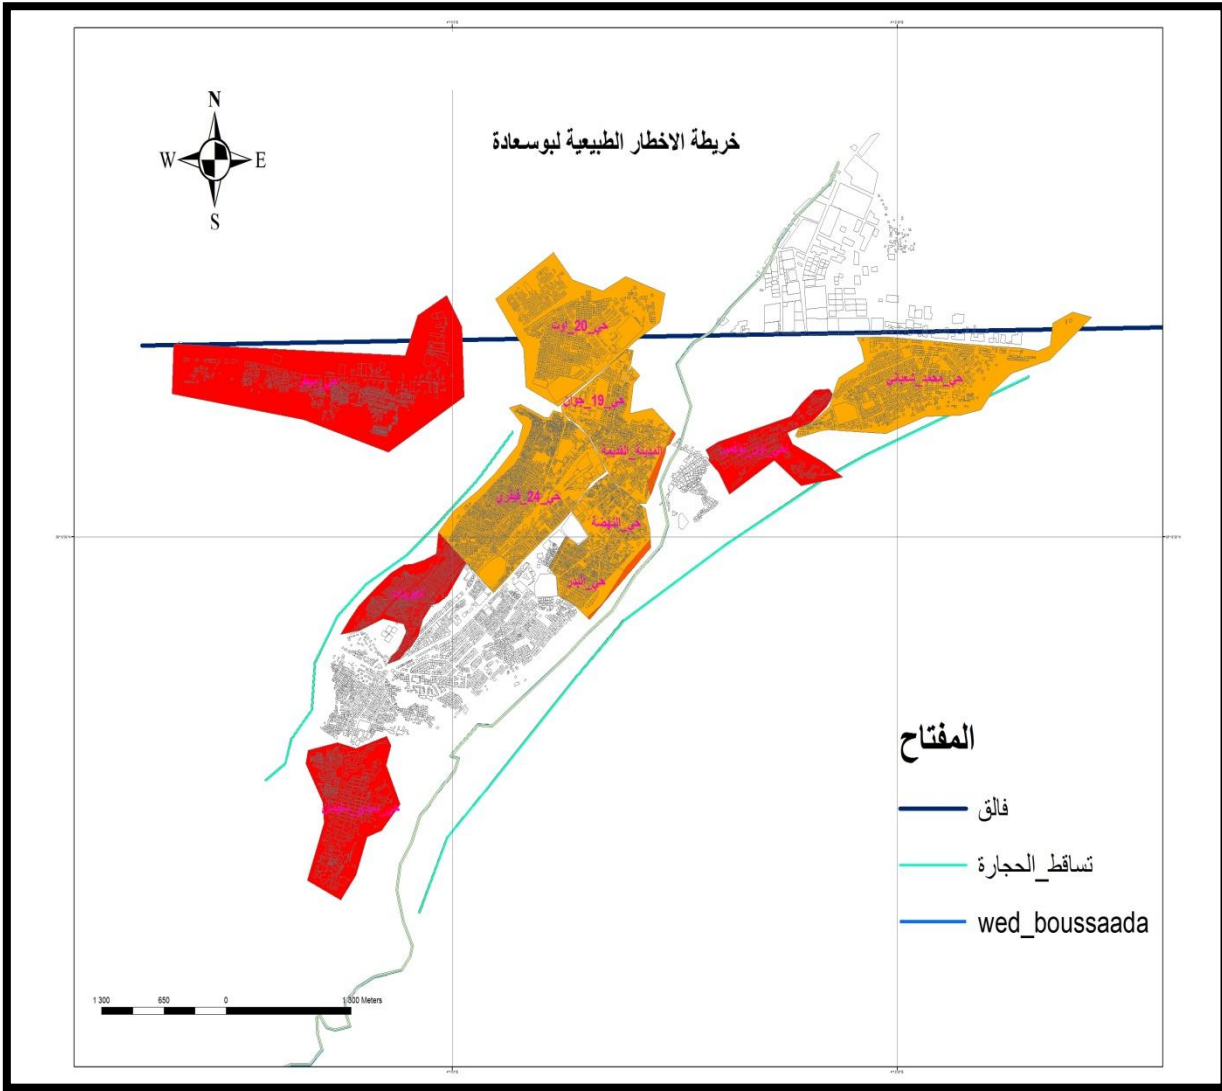 N
W E
S
خريطة الاخطار الطبيعية لبوسعادة
حي_20_اوت
حي_19_جوان
حي_محمد_شعباني
المدينة_القديمة
حي_24_فيفري
حي_النهضة
حي_البدر
المفتاح
فالق
تساقط_الحجارة
wed_boussaada
1 300 650 0 1 300 Meters